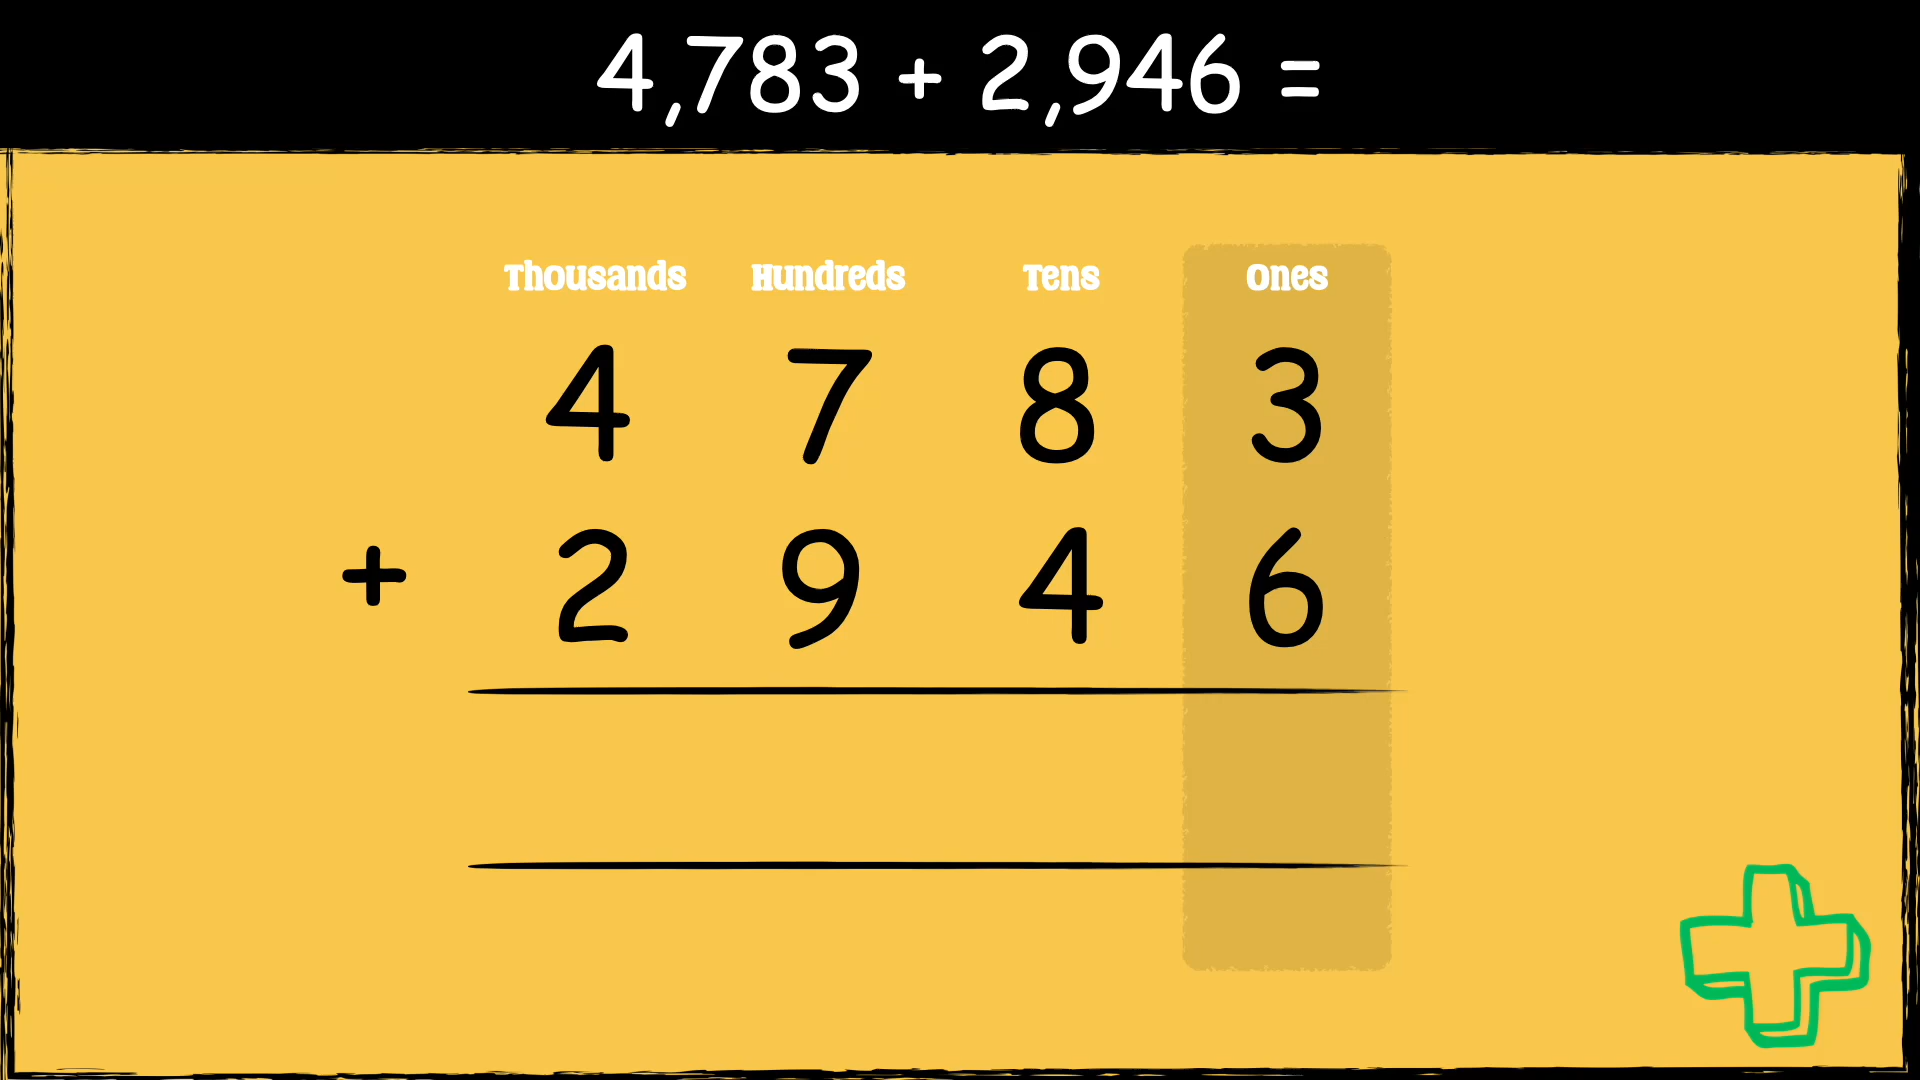 4,783 + 2,946 =
Thousands Hundreds Tens Ones
4 7 8 3
+ 2 9 4 6